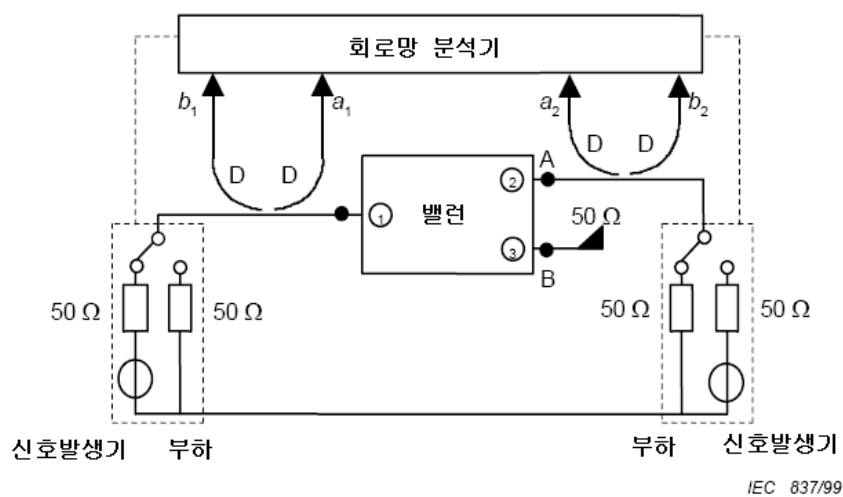 회로망 분석기
b1 a1 a2 b2
D D D D
A
② 50 Ω
① 밸런
③
B
50 Ω 50 Ω 50 Ω 50 Ω
신호발생기 부하 부하 신호발생기
IEC 837/99